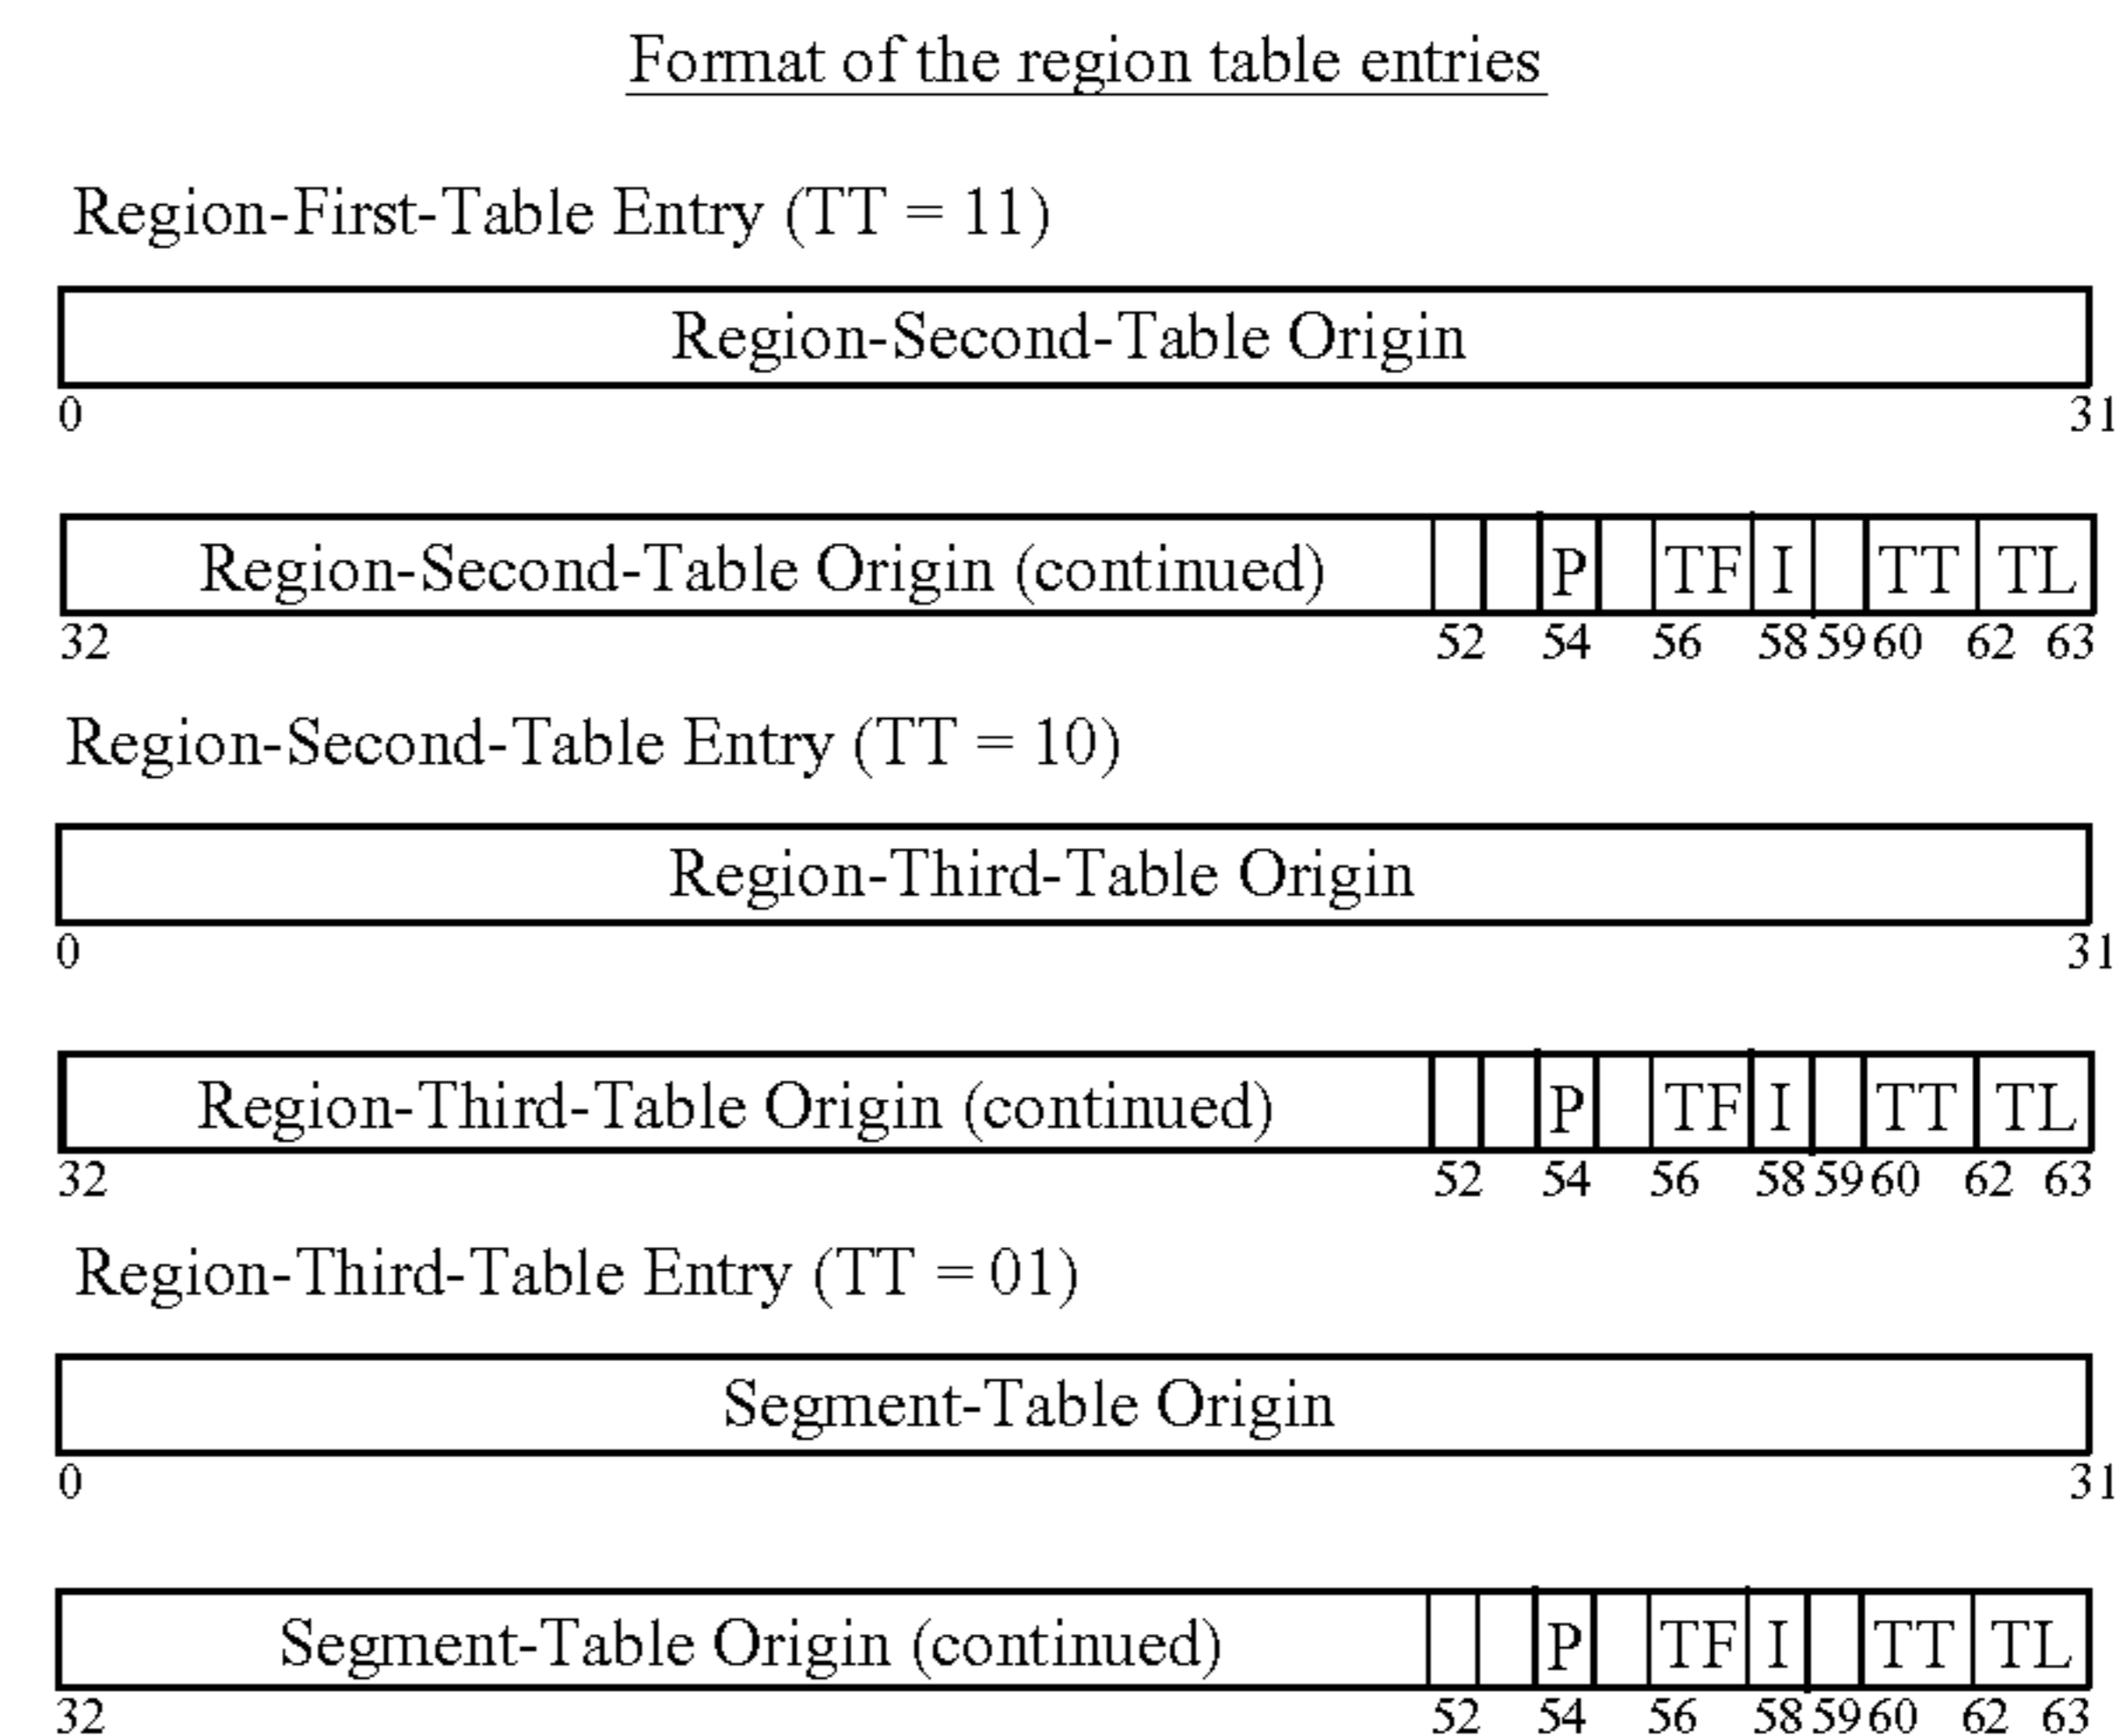 Format of the region table entries
Region-First-Table Entry (TT = 11)
Region-Second-Table Origin
0 31
Region-Second-Table Origin (continued) P TF I TT TL
32 52 54 56 58 59 60 62 63
Region-Second-Table Entry (TT = 10)
Region-Third-Table Origin
0 31
Region-Third-Table Origin (continued) P TF I TT TL
32 52 54 56 58 59 60 62 63
Region-Third-Table Entry (TT = 01)
Segment-Table Origin
0 31
Segment-Table Origin (continued) P TF I TT TL
32 52 54 56 58 59 60 62 63